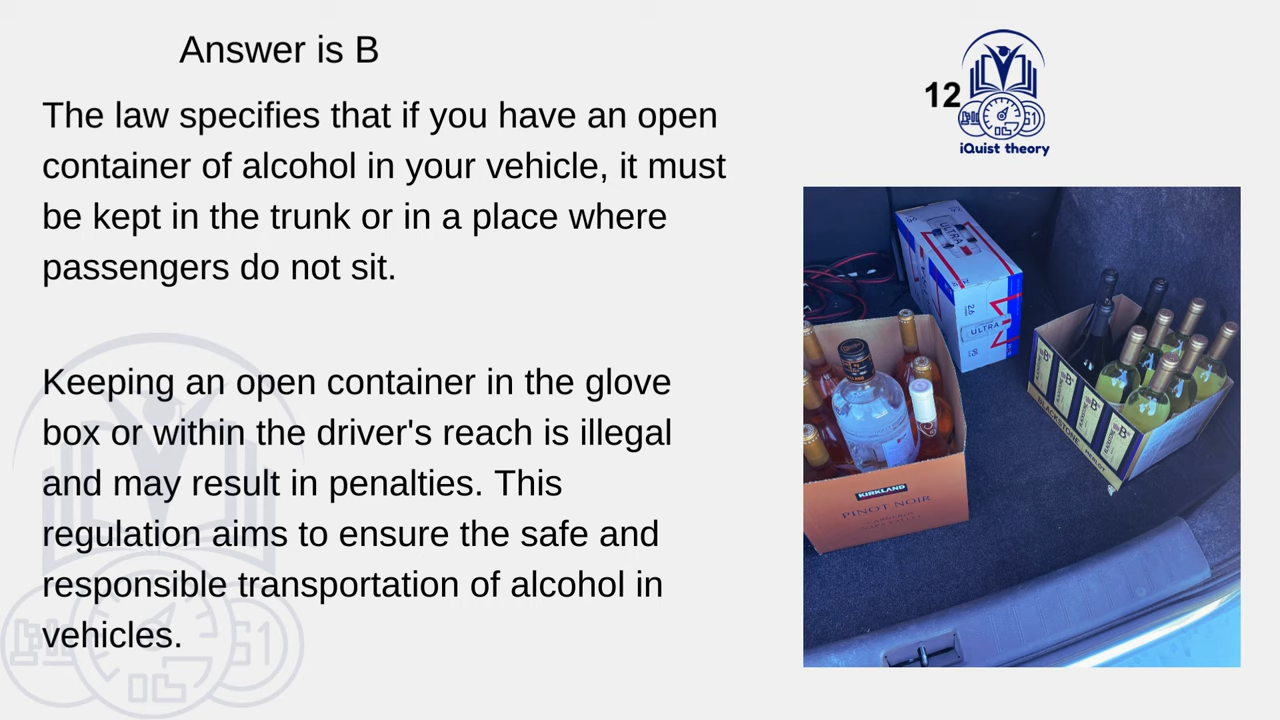 Answer is B
The law specifies that if you have an open
container of alcohol in your vehicle, it must
be kept in the trunk or in a place where
passengers do not sit.
Keeping an open container in the glove
box or within the driver's reach is illegal
and may result in penalties. This
regulation aims to ensure the safe and
responsible transportation of alcohol in
vehicles.
12
iQuist theory
ULTRA
ULTRA
KIRKLAND
PINOT NOIR
BLACKSTONE
MERLOT